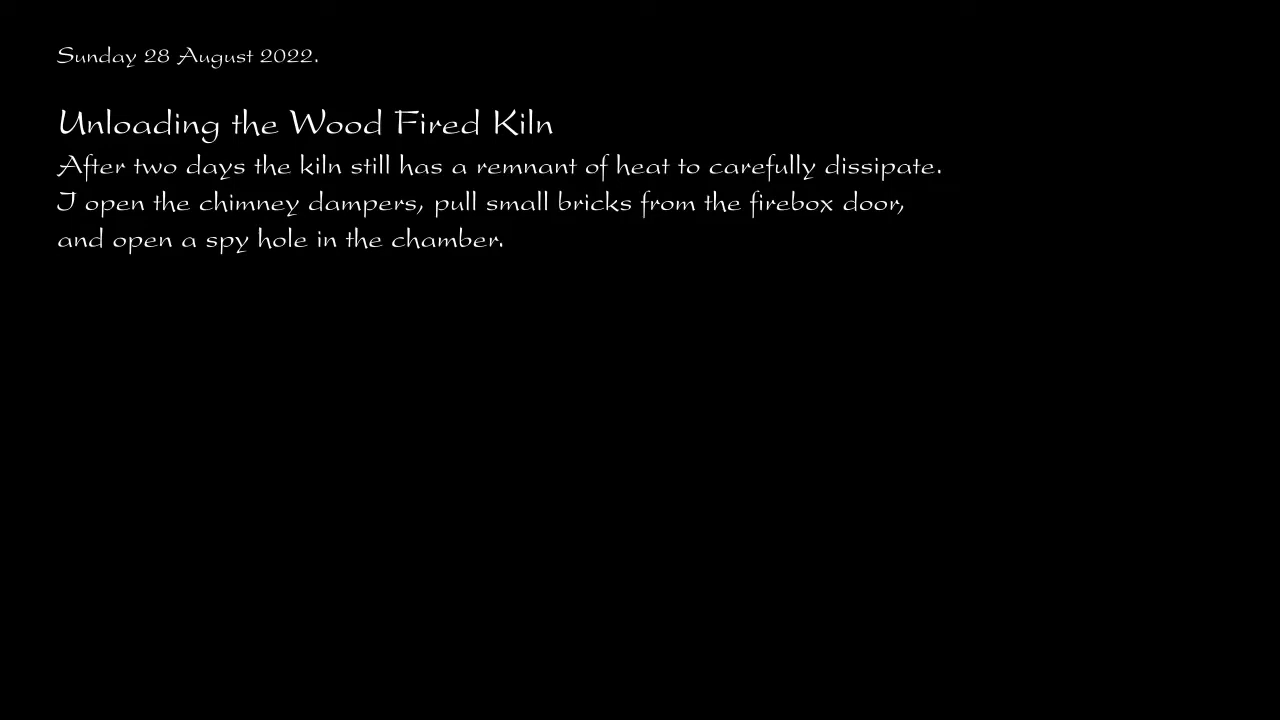 Sunday 28 August 2022.
Unloading the Wood Fired Kiln
After two days the kiln still has a remnant of heat to carefully dissipate.
I open the chimney dampers, pull small bricks from the firebox door,
and open a spy hole in the chamber.